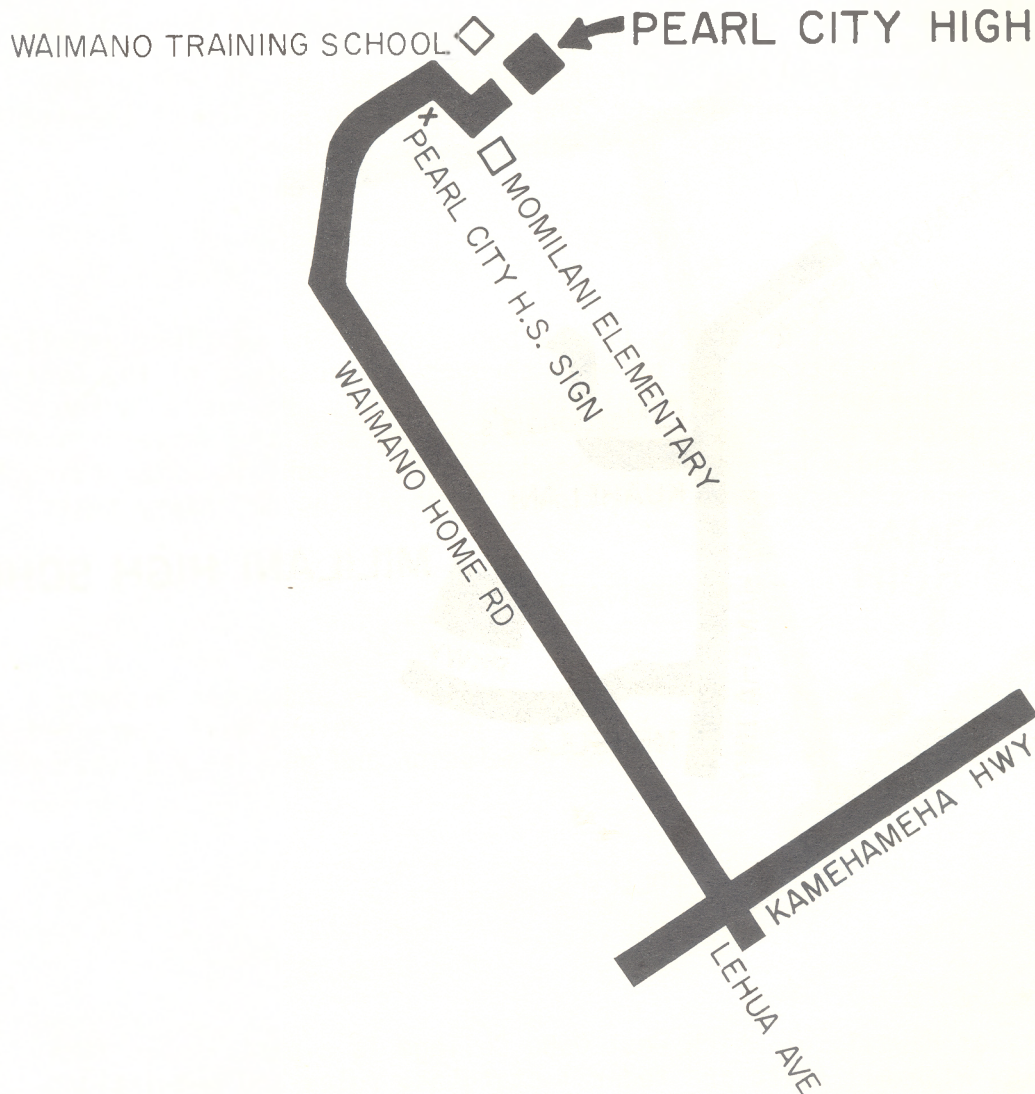 WAIMANO TRAINING SCHOOL
PEARL CITY HIGH
PEARL CITY H.S. SIGN
MOMILANI ELEMENTARY
WAIMANO HOME RD
KAMEHAMEHA HWY
LEHUA AVE